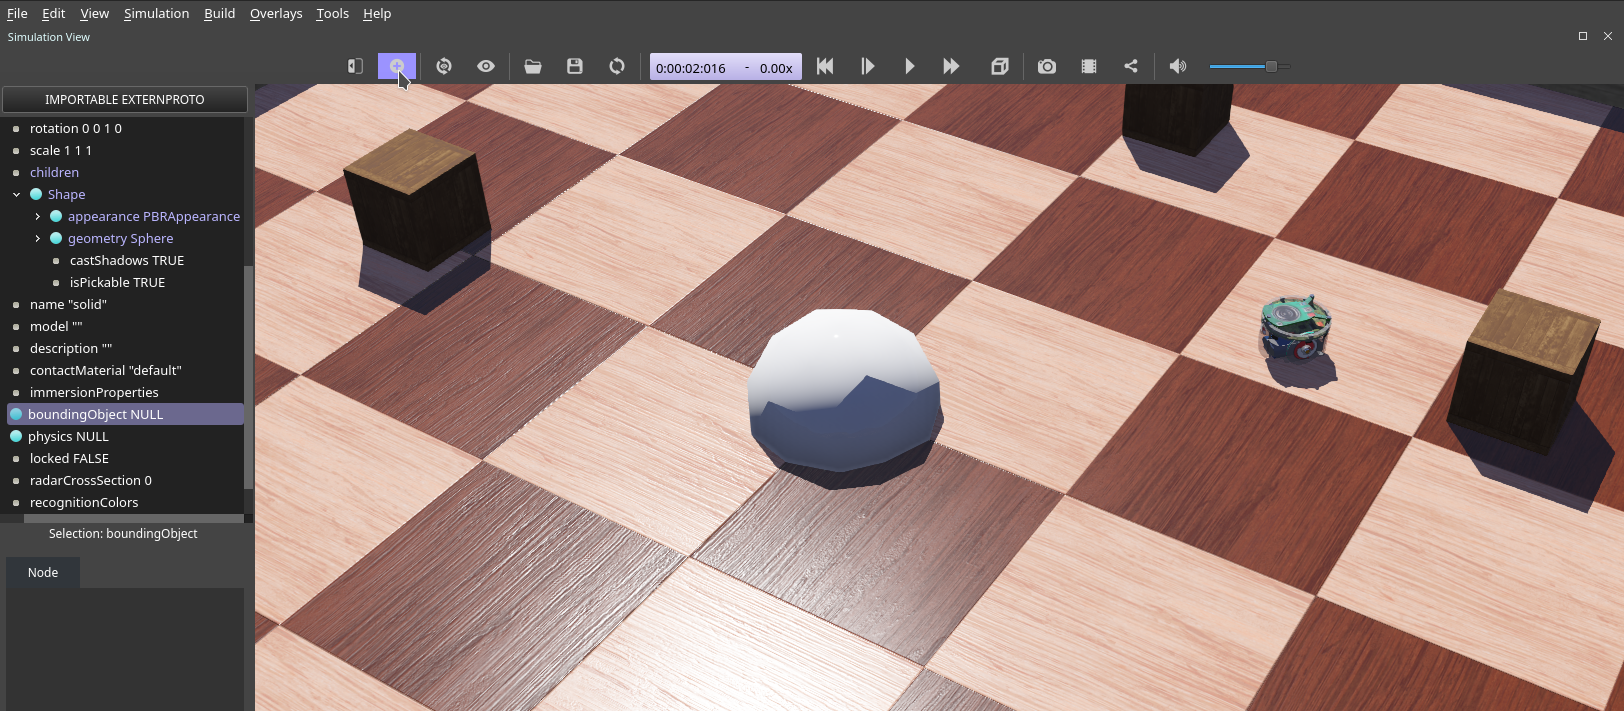 File Edit View Simulation Build Overlays Tools Help
Simulation View
0:00:02:016 - 0.00x
IMPORTABLE EXTERNPROTO
rotation 0 0 1 0
scale 1 1 1
children
Shape
appearance PBRAppearance
geometry Sphere
castShadows TRUE
isPickable TRUE
name "solid"
model ""
description ""
contactMaterial "default"
immersionProperties
boundingObject NULL
physics NULL
locked FALSE
radarCrossSection 0
recognitionColors
Selection: boundingObject
Node